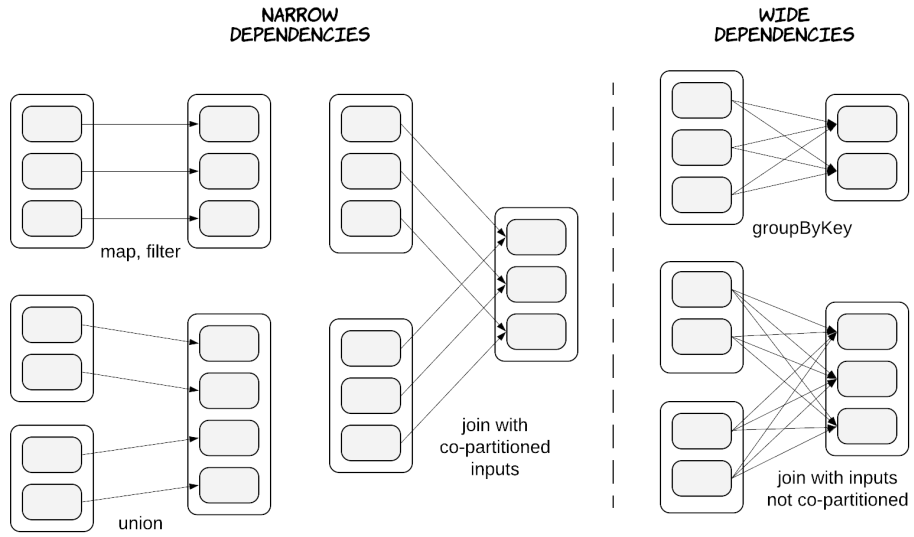 NARROW
DEPENDENCIES
WIDE
DEPENDENCIES
map, filter
union
join with
co-partitioned
inputs
groupByKey
join with inputs
not co-partitioned